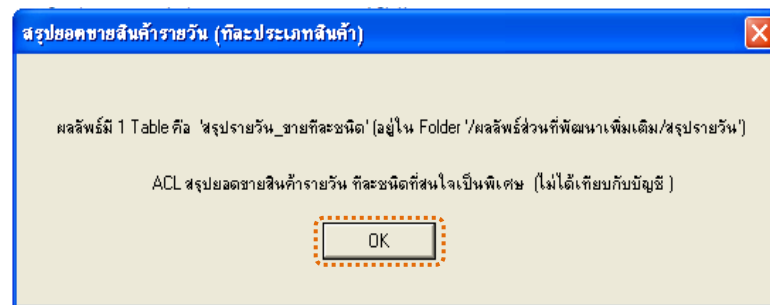 สรุปยอดขายสินค้ารายวัน (ทีละประเภทสินค้า)
ผลลัพธ์มี 1 Table คือ 'สรุปรายวัน_ขายทีละชนิด' (อยู่ใน Folder '/ผลลัพธ์ส่วนที่พัฒนาเพิ่มเติม/สรุปรายวัน')
ACL สรุปยอดขายสินค้ารายวัน ทีละชนิดที่สนใจเป็นพิเศษ (ไม่ได้เทียบกับบัญชี )
OK